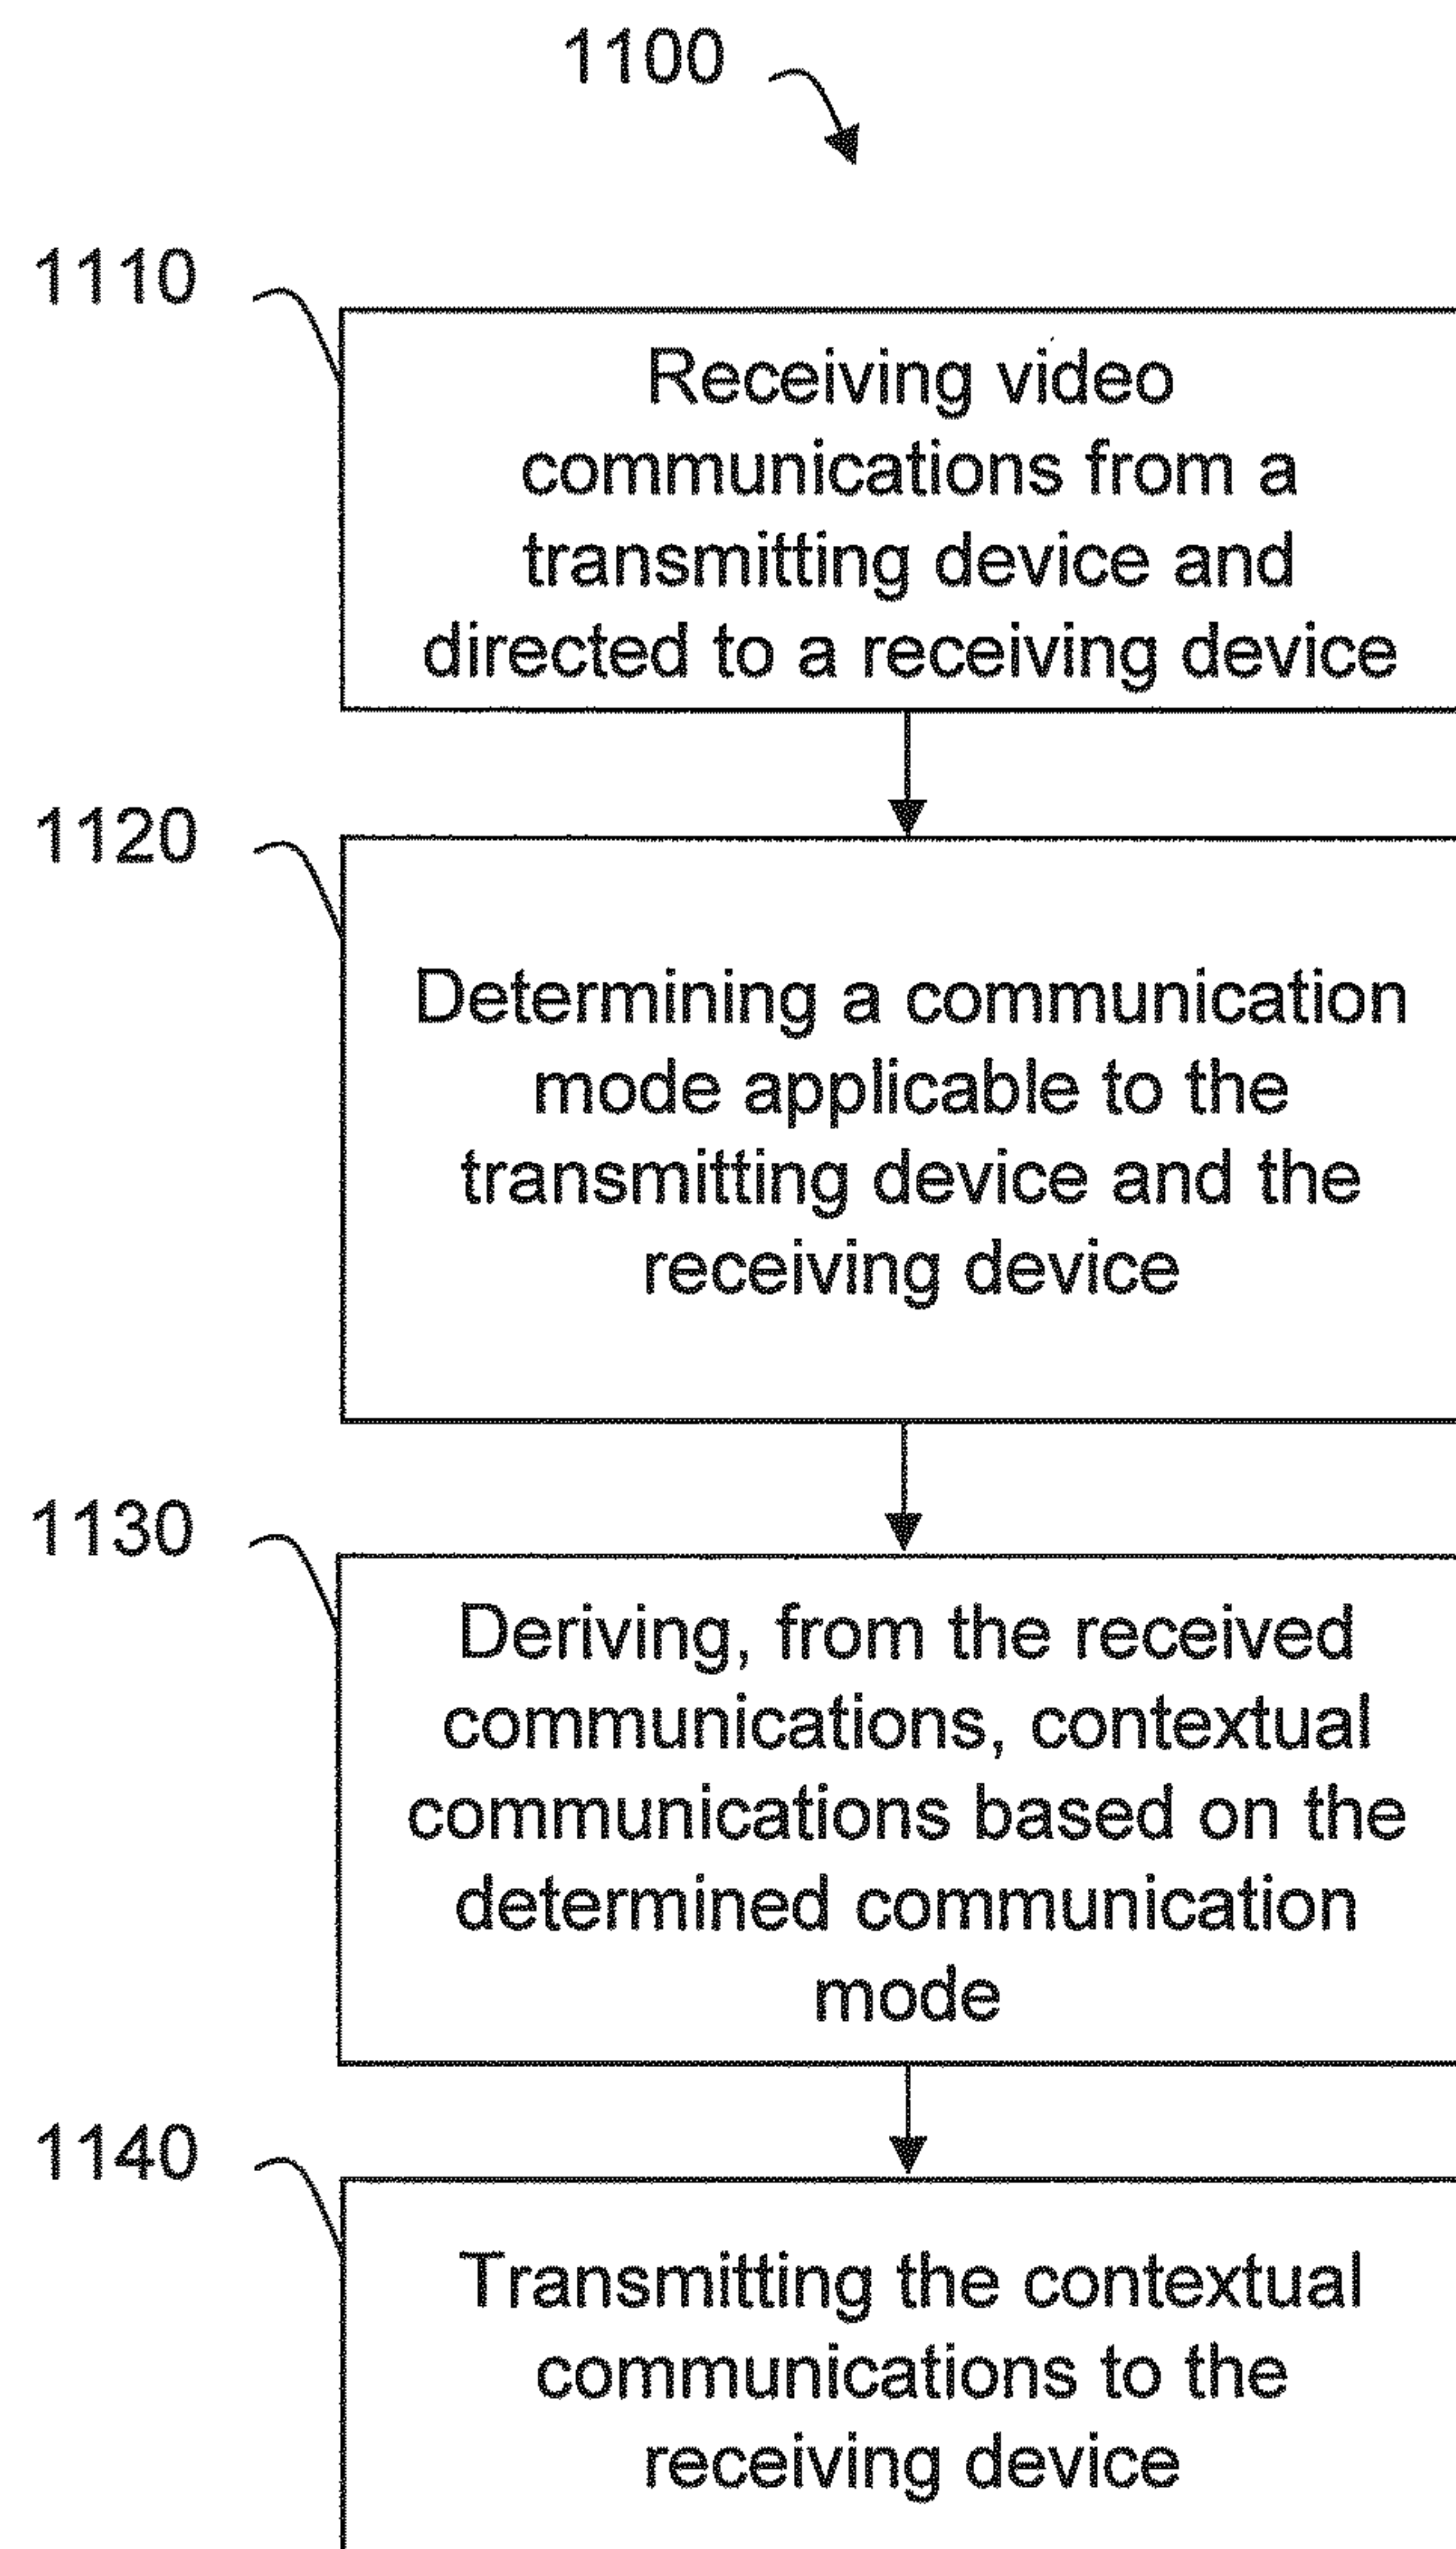 1100
1110
Receiving video
communications from a
transmitting device and
directed to a receiving device
1120
Determining a communication
mode applicable to the
transmitting device and the
receiving device
1130
Deriving, from the received
communications, contextual
communications based on the
determined communication
mode
1140
Transmitting the contextual
communications to the
receiving device